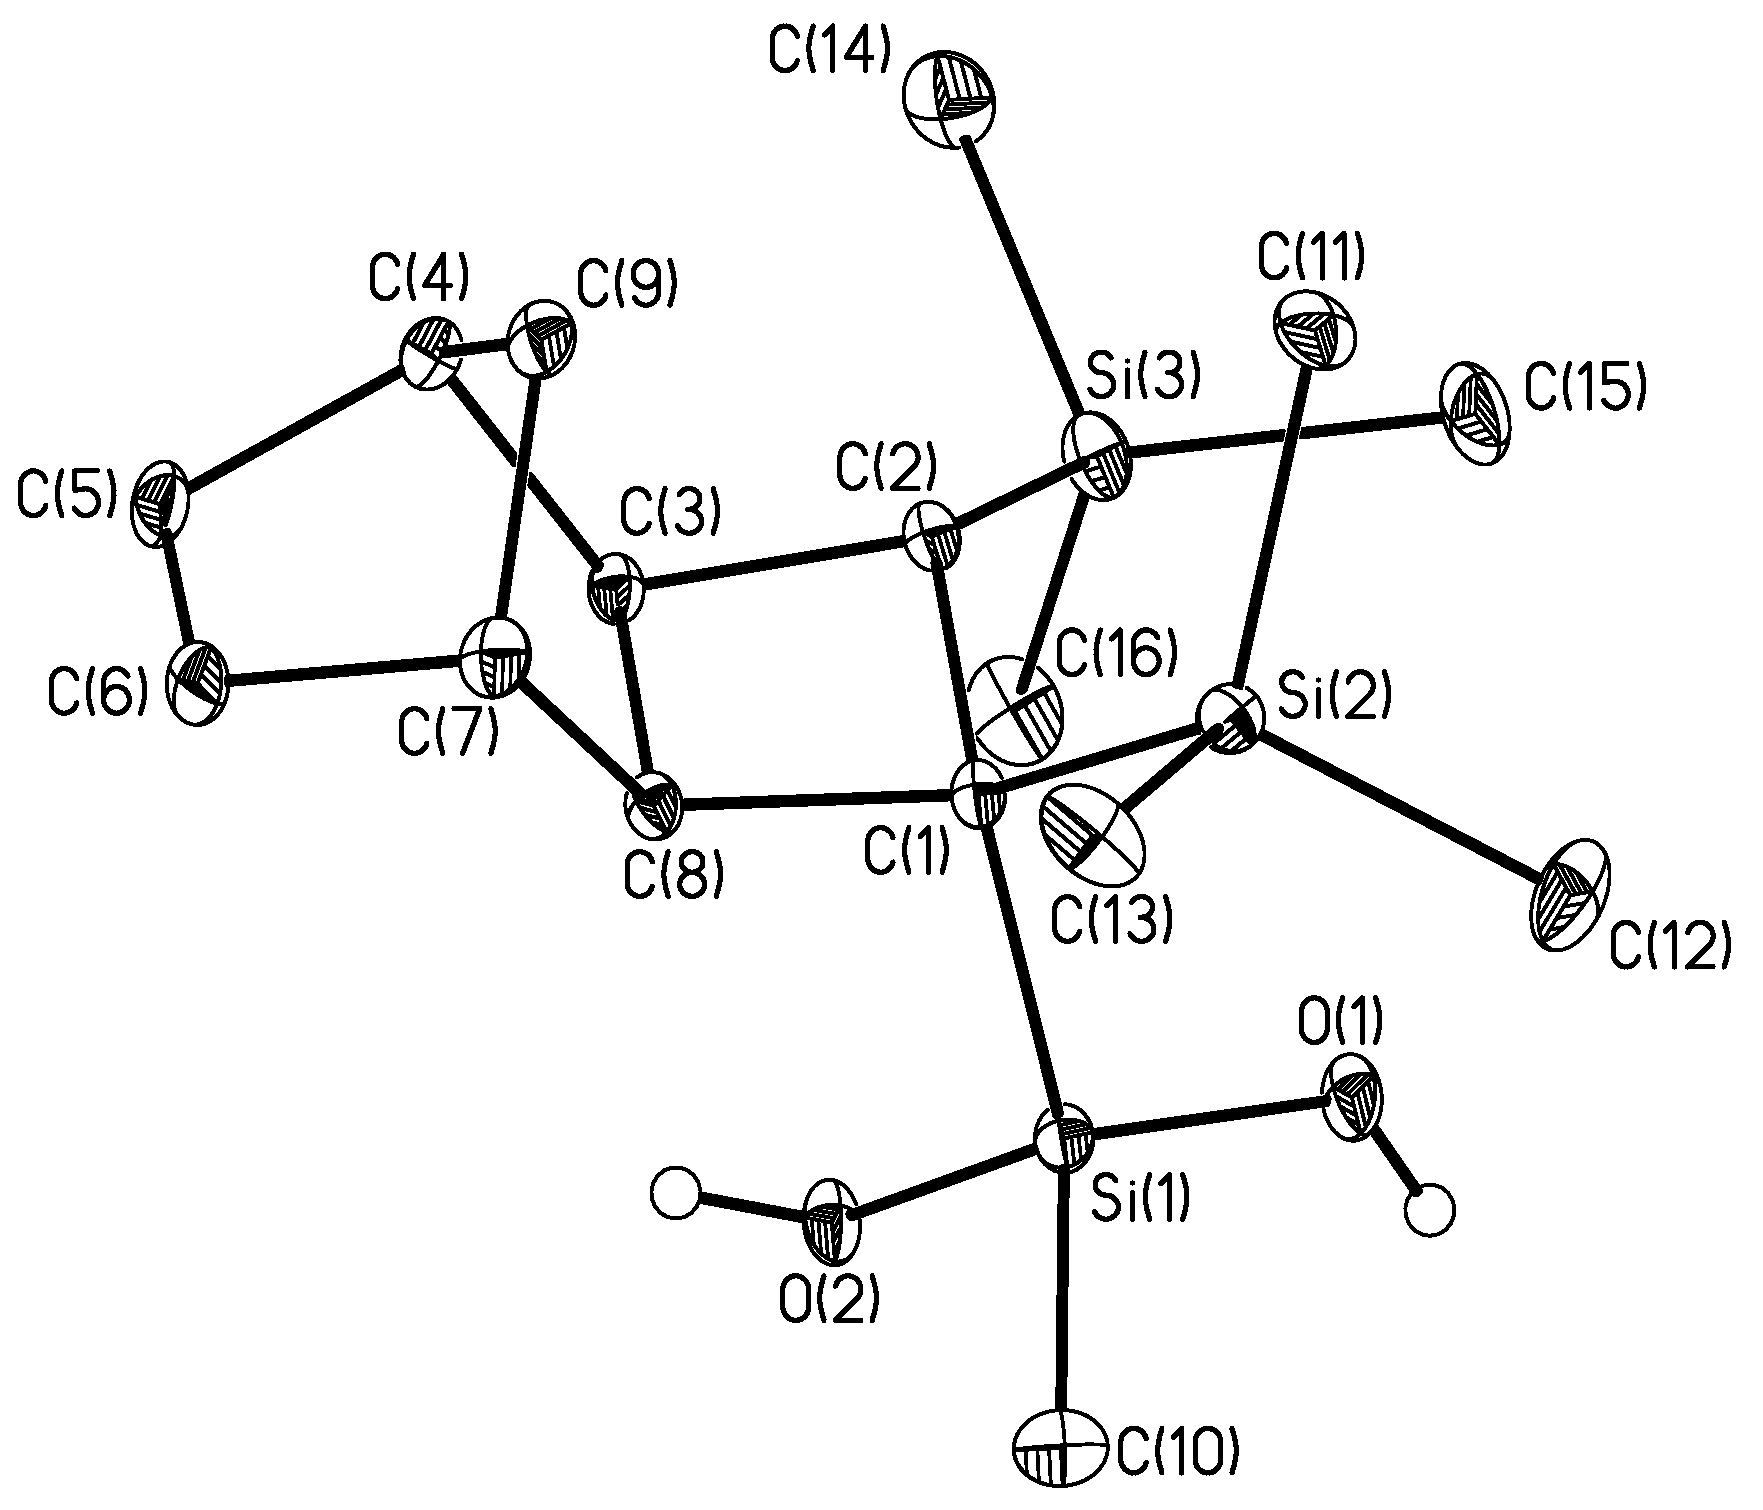 C(14)
C(11)
C(4)
C(9)
Si(3)
C(15)
C(2)
C(5)
C(3)
C(16)
C(6)
Si(2)
C(7)
C(1)
C(8)
C(13)
C(12)
O(1)
Si(1)
O(2)
C(10)